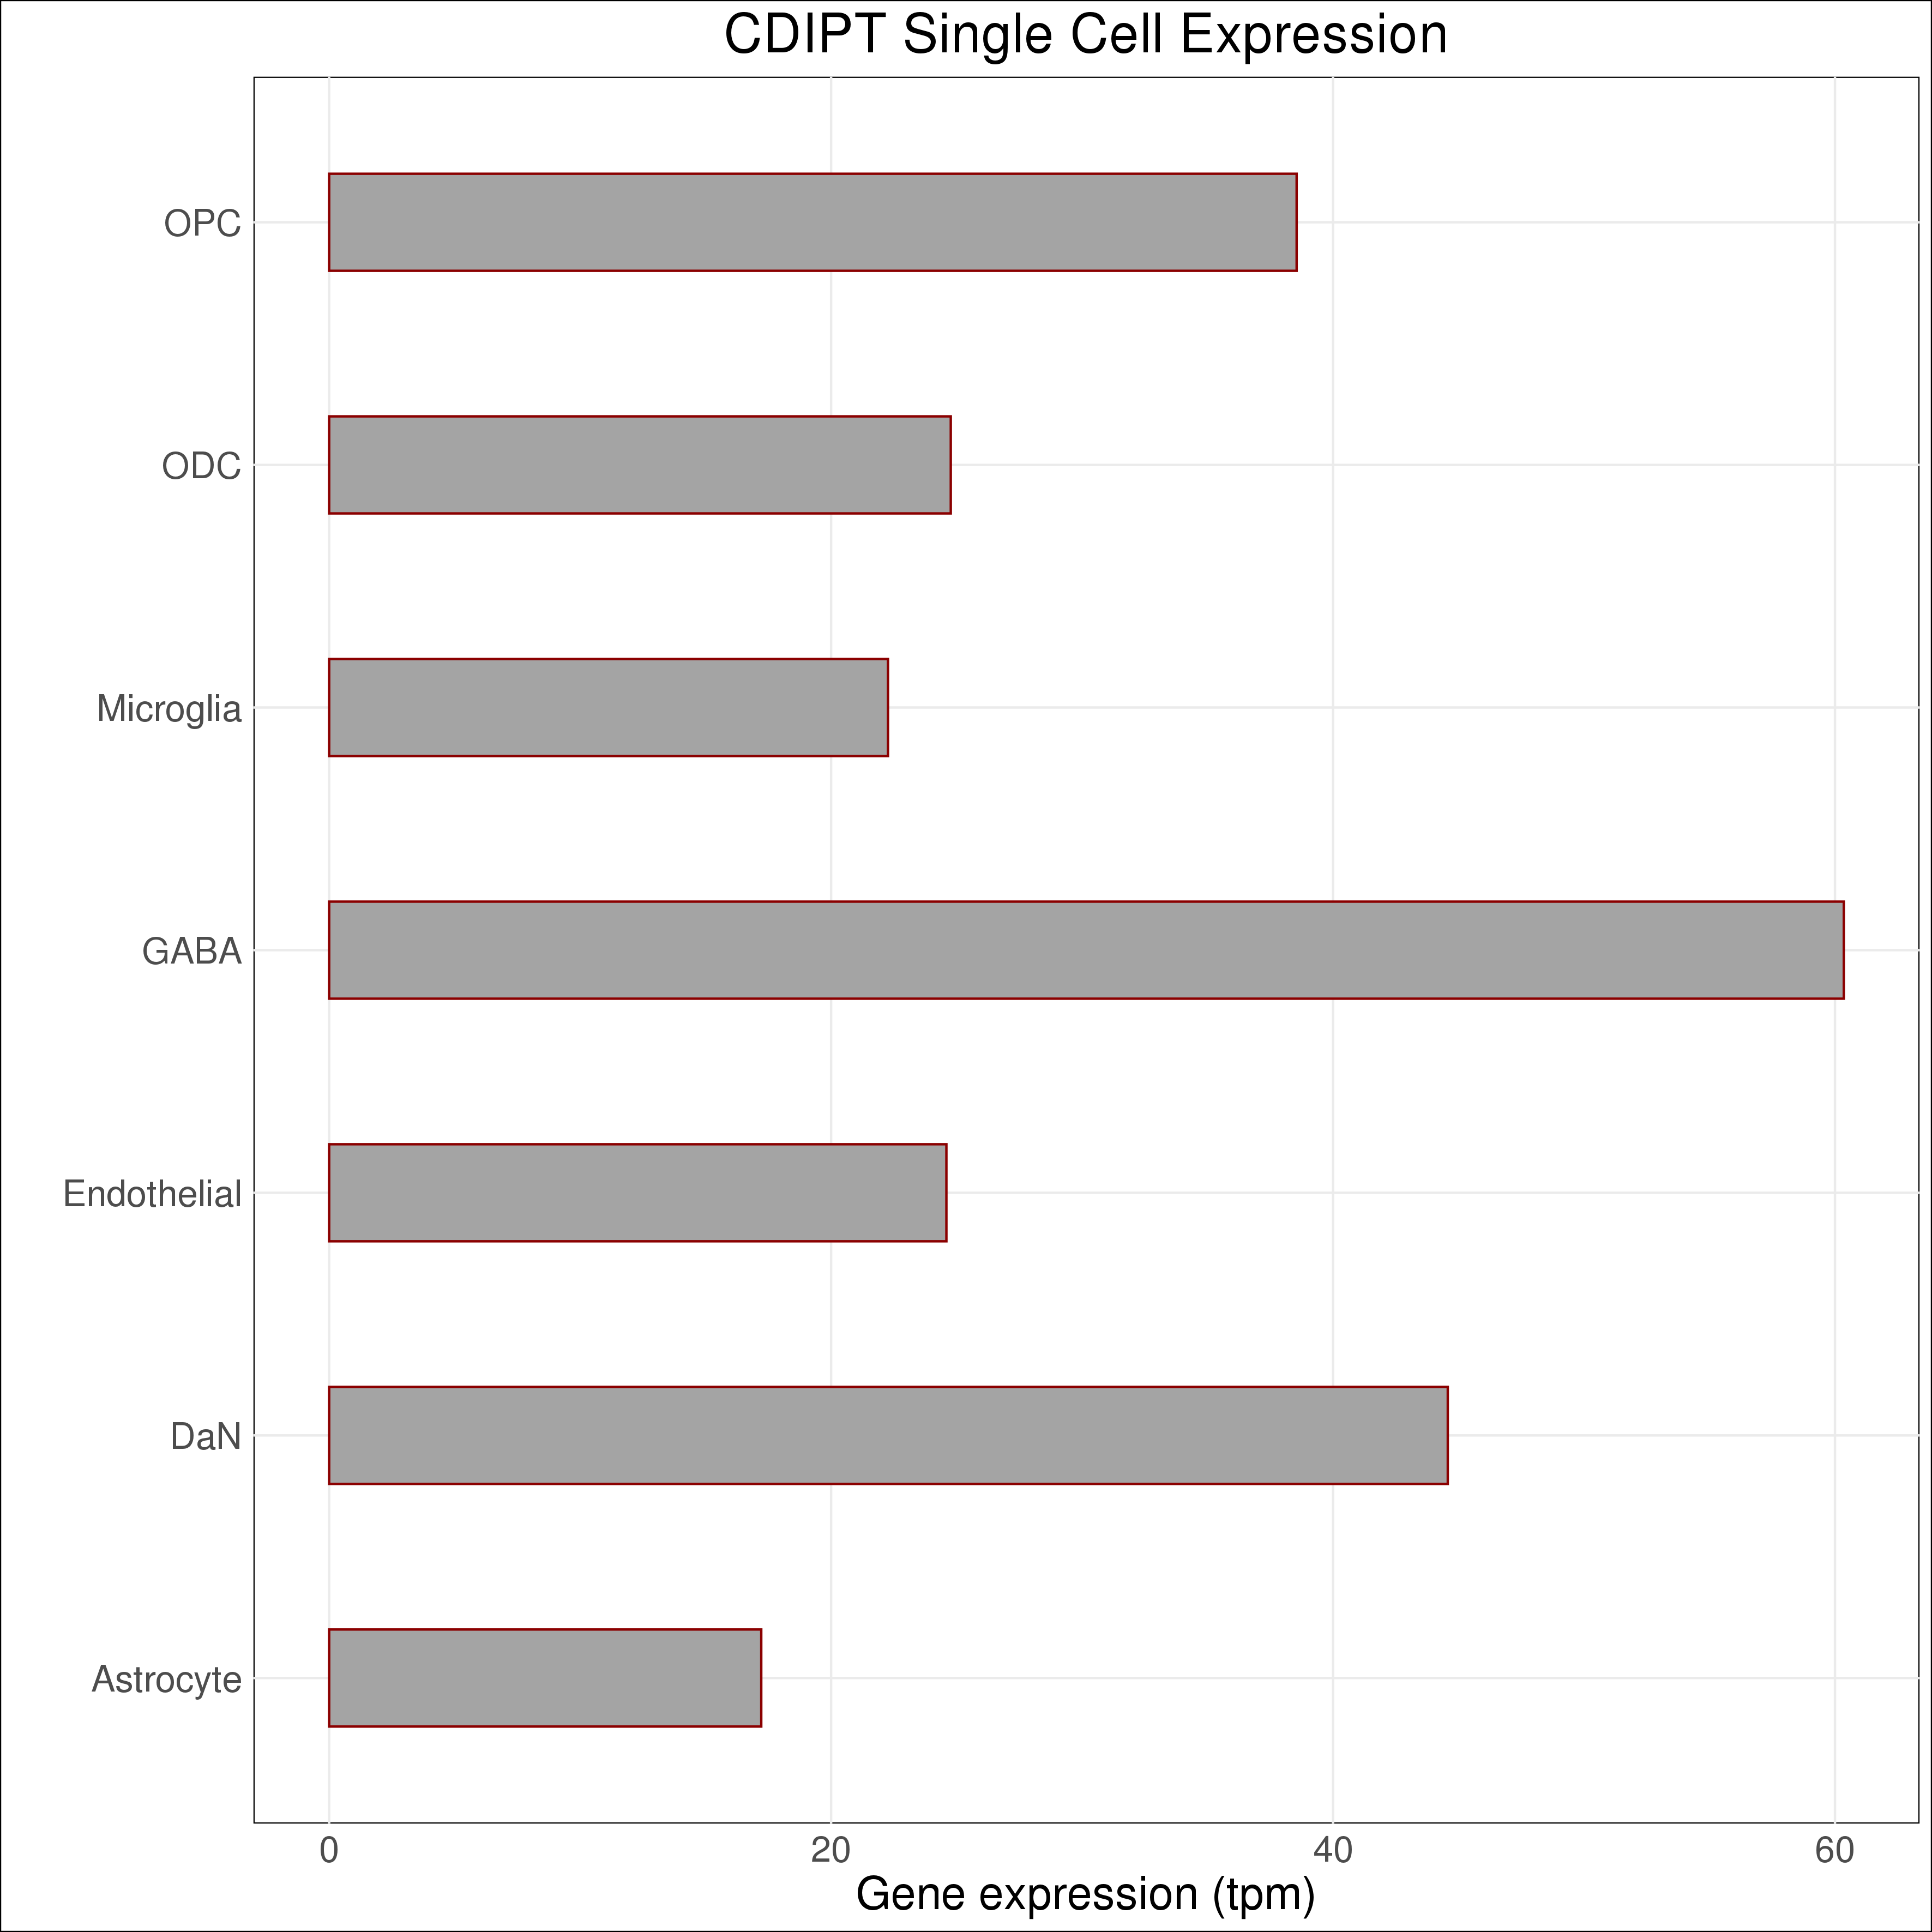 CDIPT Single Cell Expression
OPC
ODC
Microglia
GABA
Endothelial
DaN
Astrocyte
0 20 40 60
Gene expression (tpm)